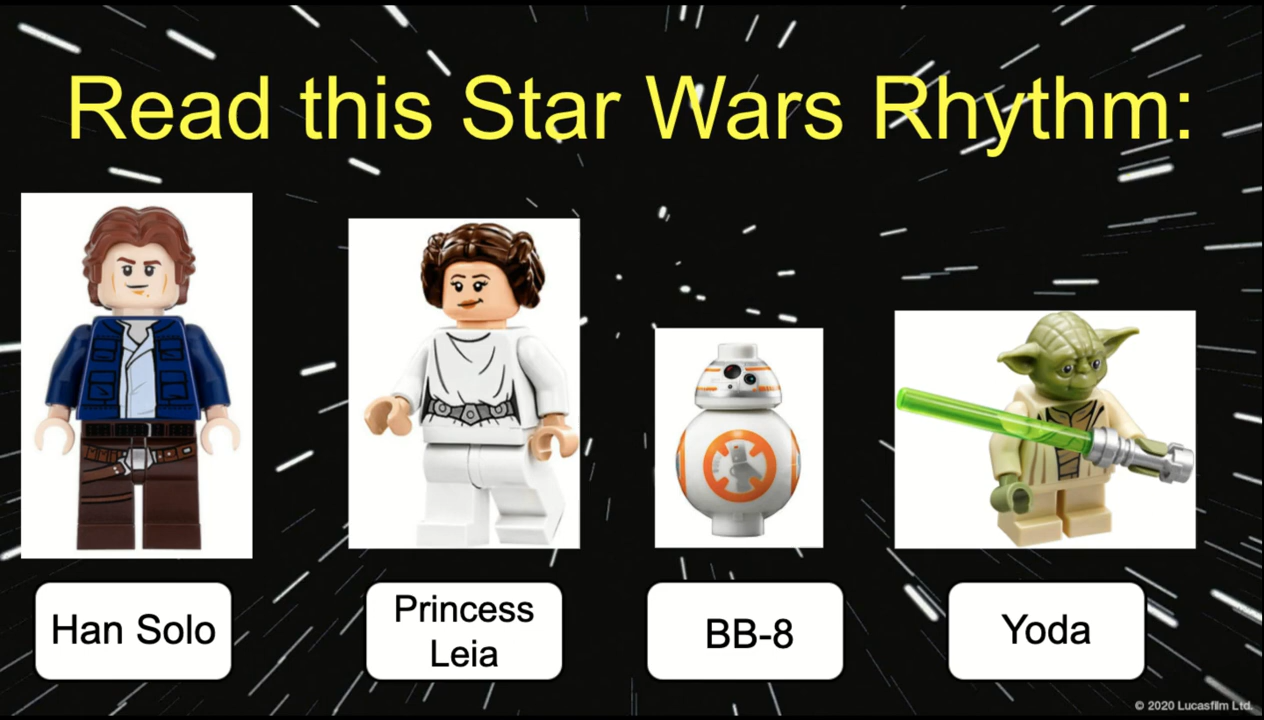 Read this Star Wars Rhythm:
Han Solo
Princess
Leia
BB-8
Yoda
© 2020 Lucasfilm Ltd.